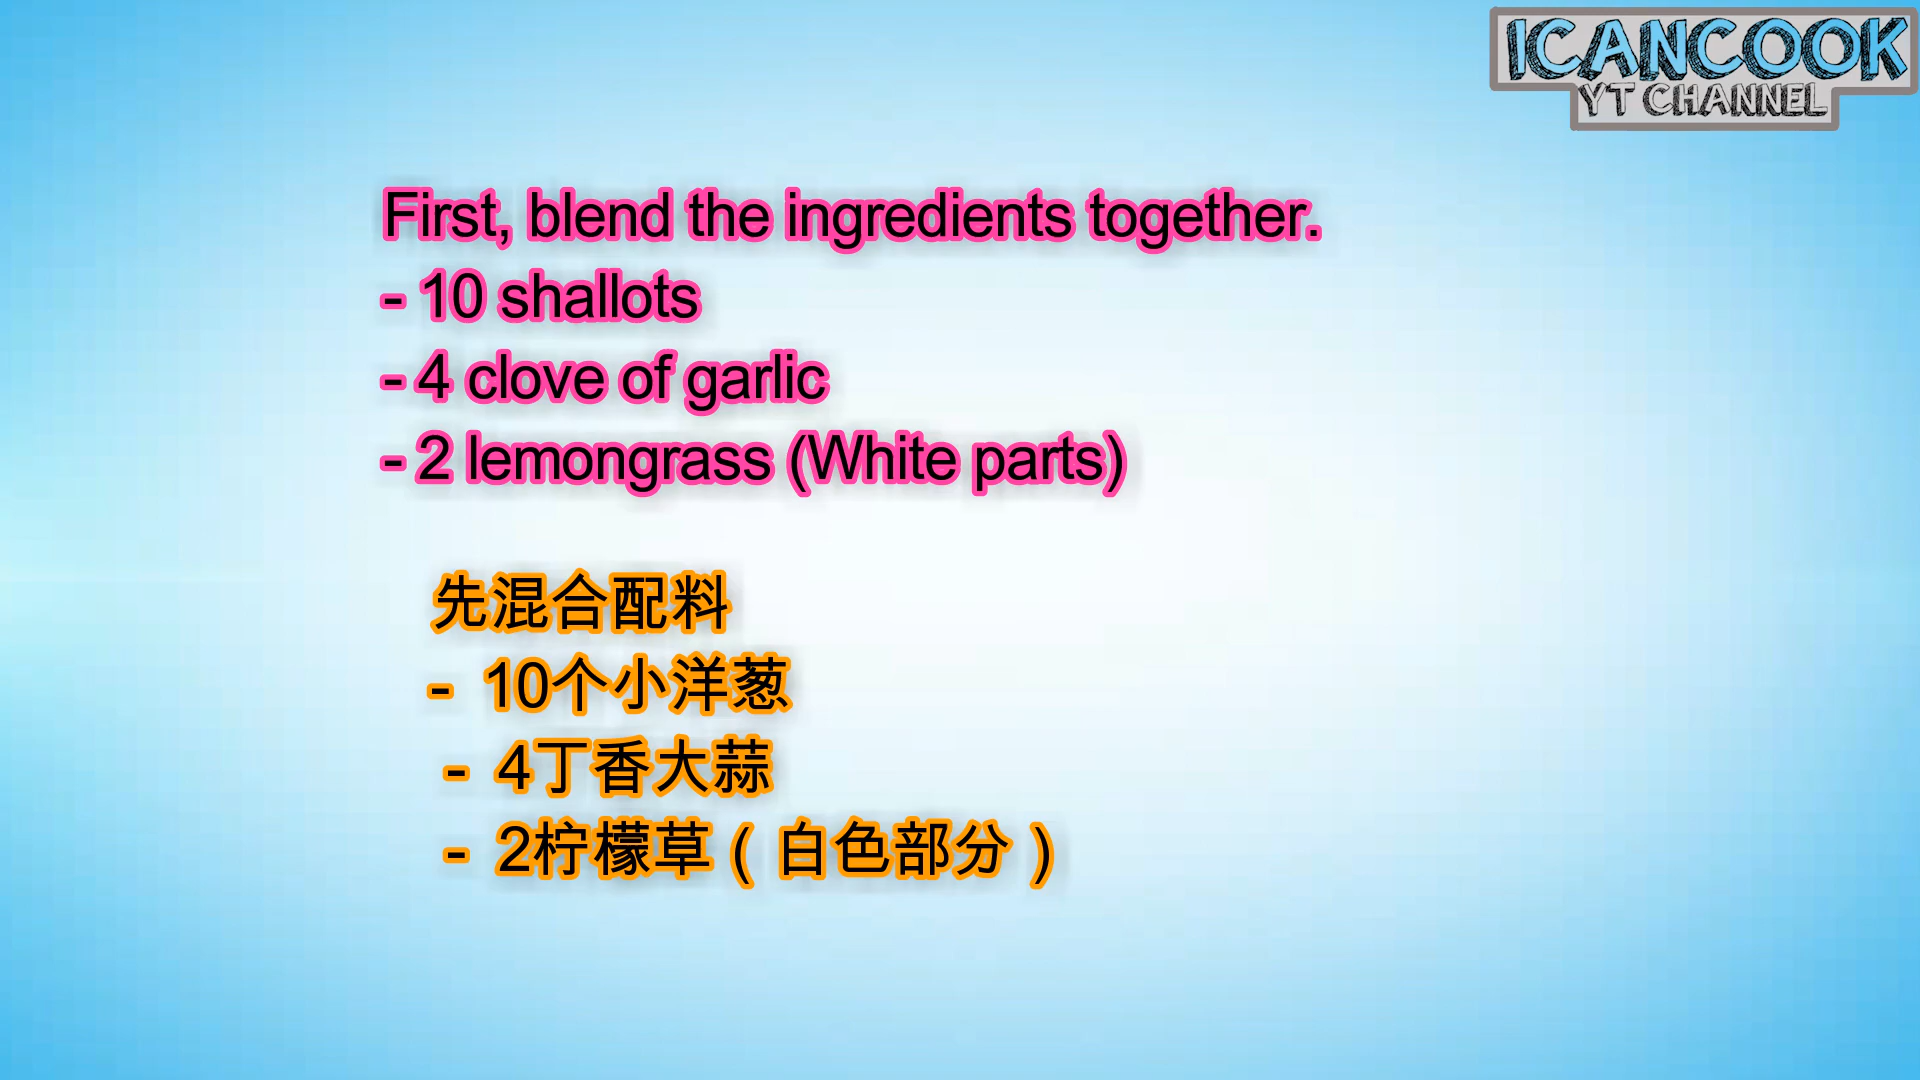 ICANCOOK
YT CHANNEL
First, blend the ingredients together.
- 10 shallots
- 4 clove of garlic
- 2 lemongrass (White parts)
先混合配料
- 10个小洋葱
- 4丁香大蒜
- 2柠檬草（白色部分）